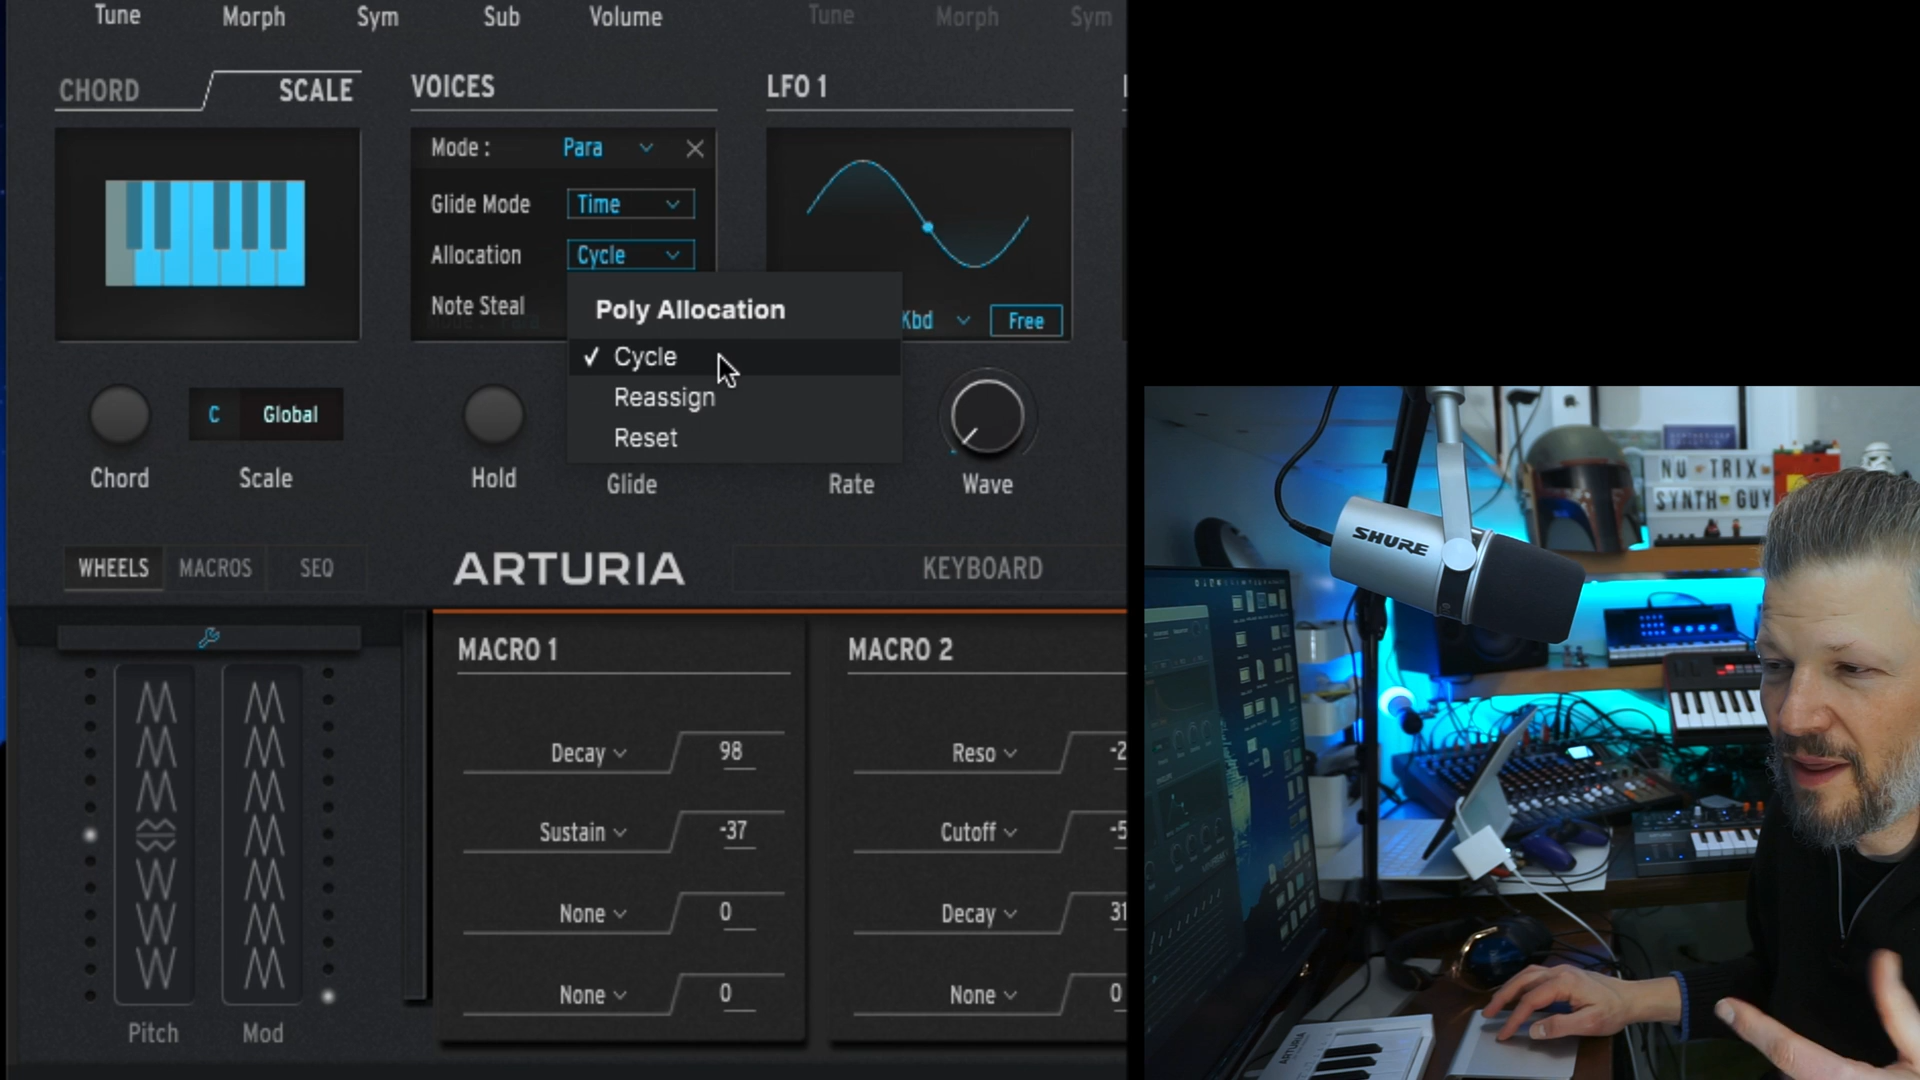 Tune Morph Sym Sub Volume Tune Morph Sym
CHORD SCALE
VOICES
LFO 1
Mode : Para
Glide Mode Time
Allocation Cycle
Note Steal
Poly Allocation
✓ Cycle
Reassign
Reset
Kbd Free
C Global
Chord Scale
Hold Glide
Rate Wave
WHEELS MACROS SEQ
ARTURIA
KEYBOARD
MACRO 1
Decay 98
Sustain -37
None 0
None 0
MACRO 2
Reso -2
Cutoff -5
Decay 31
None 0
Pitch Mod
NU TRIX
SYNTH GUY
SHURE
ARTURIA